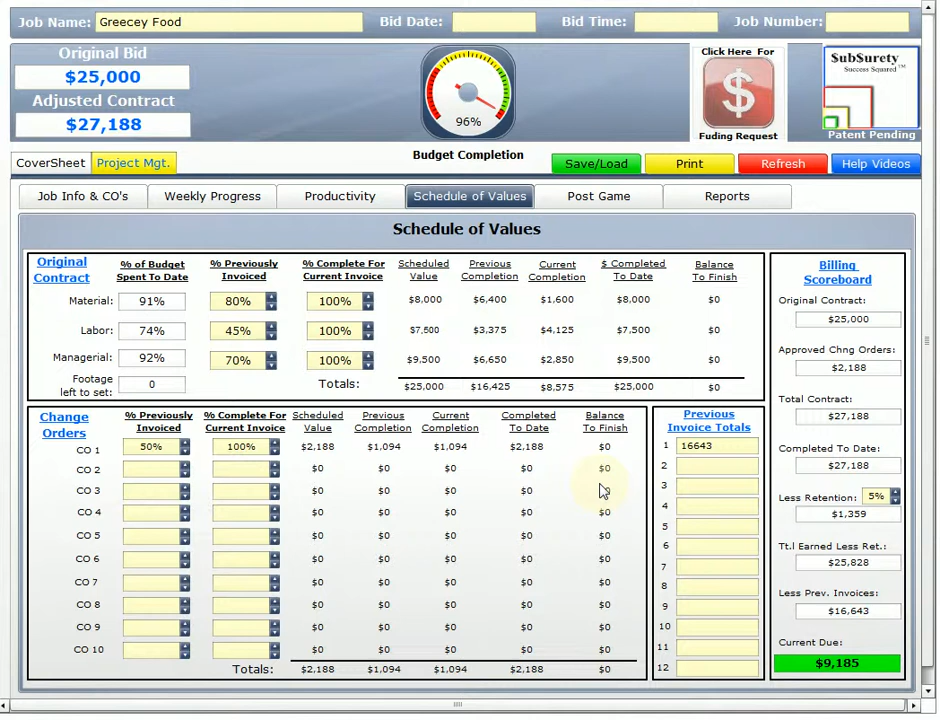 Job Name: Greecey Food Bid Date: Bid Time: Job Number:
Original Bid
$25,000
Adjusted Contract
$27,188
96%
Budget Completion
Click Here For
$
Fuding Request
SubSurety
Success Squared™
Patent Pending
CoverSheet Project Mgt. Save/Load Print Refresh Help Videos
Job Info & CO's Weekly Progress Productivity Schedule of Values Post Game Reports
Schedule of Values
Original Contract
% of Budget Spent To Date % Previously Invoiced % Complete For Current Invoice Scheduled Value Previous Completion Current Completion $ Completed To Date Balance To Finish
Material: 91% 80% 100% $8,000 $6,400 $1,600 $8,000 $0
Labor: 74% 45% 100% $7,500 $3,375 $4,125 $7,500 $0
Managerial: 92% 70% 100% $9,500 $6,650 $2,850 $9,500 $0
Footage left to set: 0 Totals: $25,000 $16,425 $8,575 $25,000 $0
Change Orders
% Previously Invoiced % Complete For Current Invoice Scheduled Value Previous Completion Current Completion Completed To Date Balance To Finish
CO 1 50% 100% $2,188 $1,094 $1,094 $2,188 $0
CO 2 $0 $0 $0 $0 $0
CO 3 $0 $0 $0 $0 $0
CO 4 $0 $0 $0 $0 $0
CO 5 $0 $0 $0 $0 $0
CO 6 $0 $0 $0 $0 $0
CO 7 $0 $0 $0 $0 $0
CO 8 $0 $0 $0 $0 $0
CO 9 $0 $0 $0 $0 $0
CO 10 $0 $0 $0 $0 $0
Totals: $2,188 $1,094 $1,094 $2,188 $0
Previous
Invoice Totals
1 16643
2
3
4
5
6
7
8
9
10
11
12
Billing
Scoreboard
Original Contract:
$25,000
Approved Chng Orders:
$2,188
Total Contract:
$27,188
Completed To Date:
$27,188
Less Retention: 5%
$1,359
Tt.l Earned Less Ret.:
$25,828
Less Prev. Invoices:
$16,643
Current Due:
$9,185